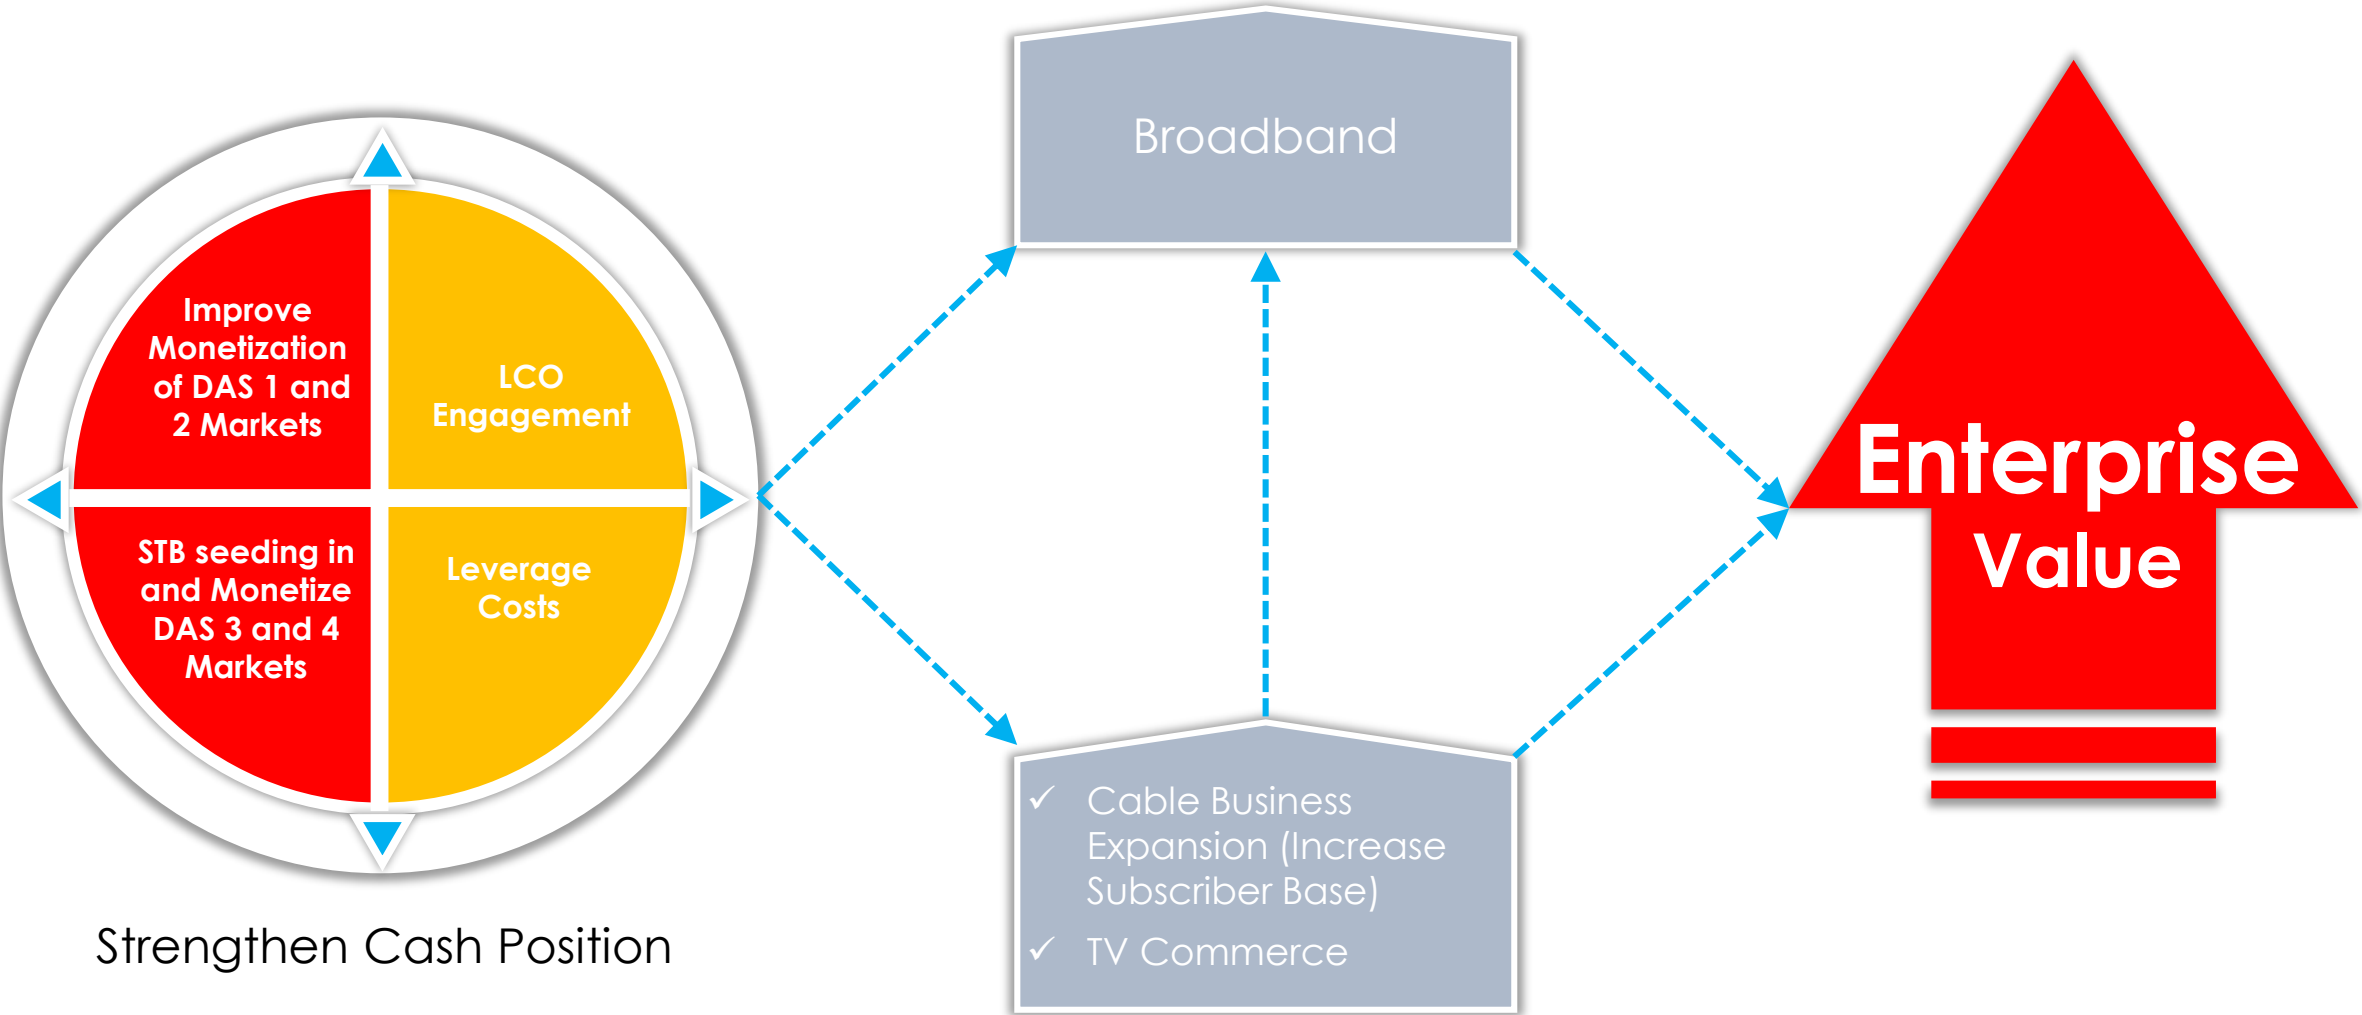 Improve
Monetization
of DAS 1 and
2 Markets
LCO
Engagement
STB seeding in
and Monetize
DAS 3 and 4
Markets
Leverage
Costs
Strengthen Cash Position
Broadband
✓ Cable Business
Expansion (Increase
Subscriber Base)
✓ TV Commerce
Enterprise
Value